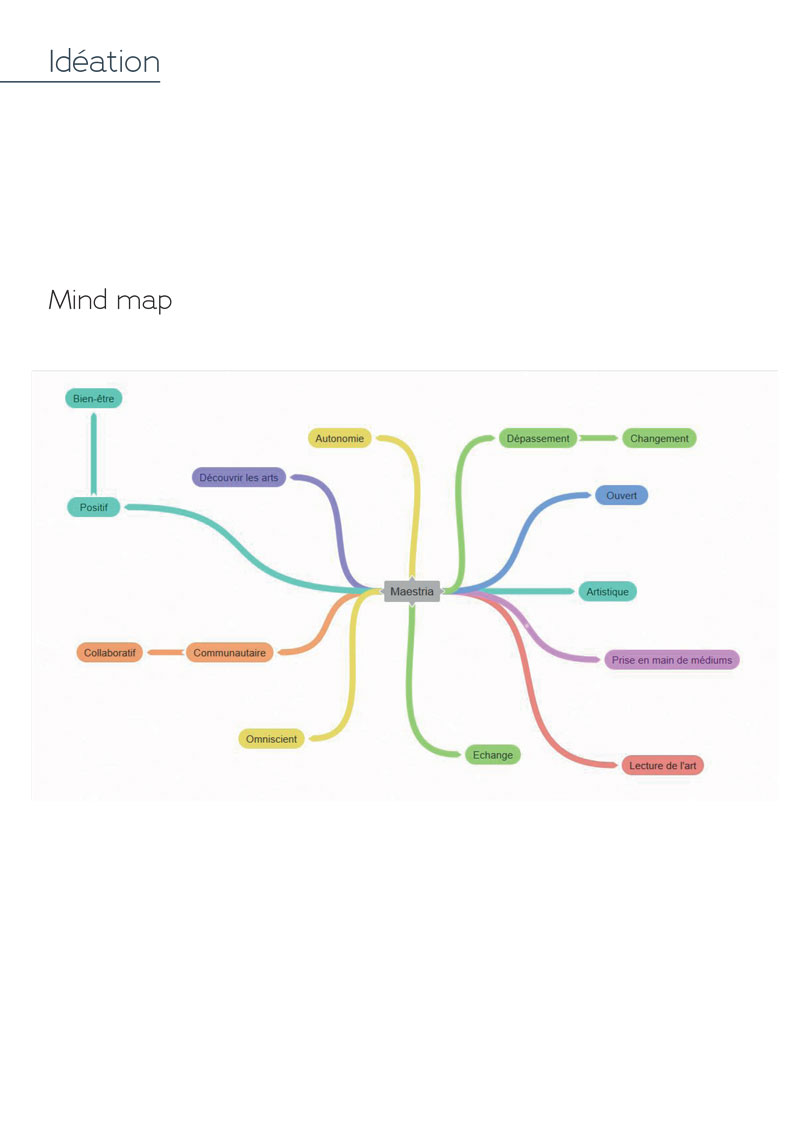 Idéation
Mind map
Bien-être
Autonomie
Dépassement
Changement
Découvrir les arts
Ouvert
Positif
Maestria
Artistique
Collaboratif
Communautaire
Prise en main de médiums
Omniscient
Echange
Lecture de l'art